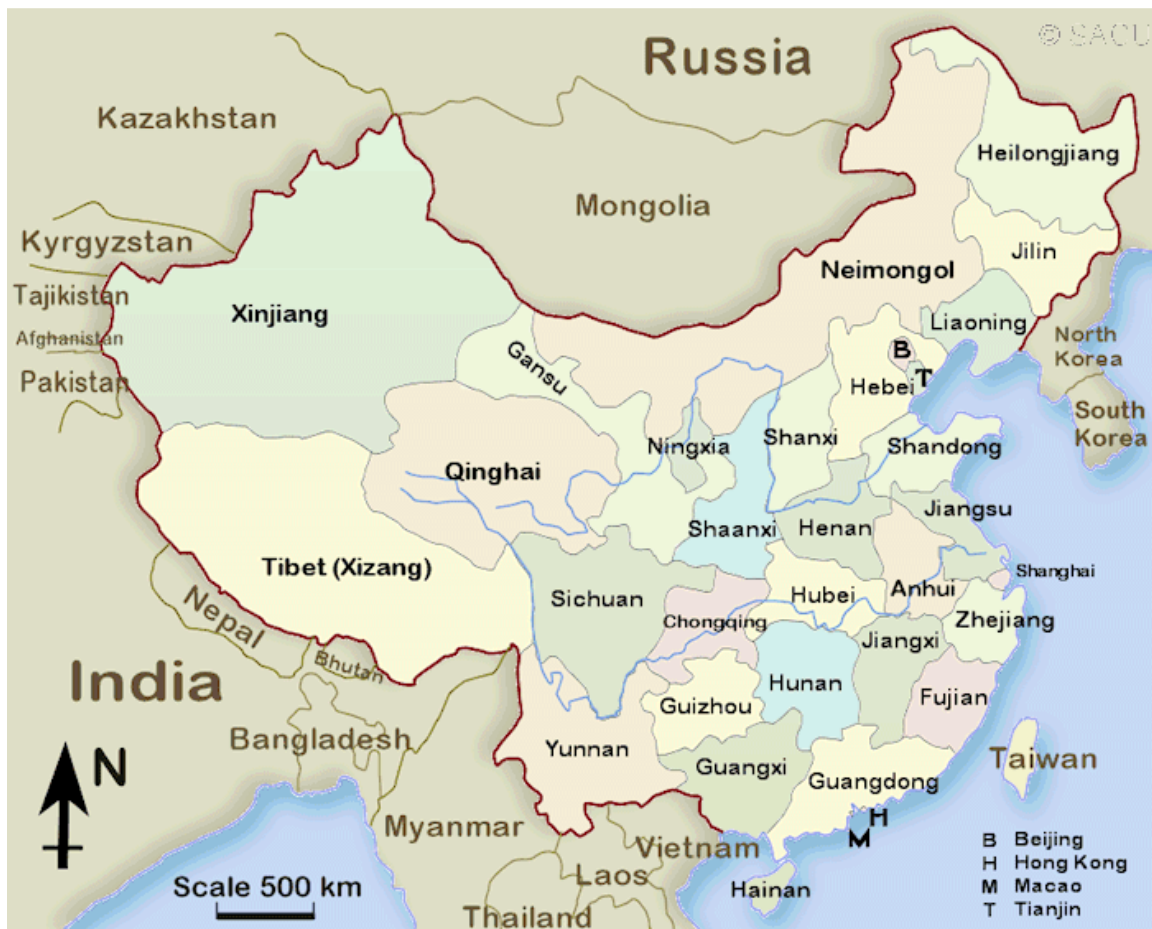 © SACU
Russia
Kazakhstan
Heilongjiang
Mongolia
Kyrgyzstan
Jilin
Neimongol
Tajikistan
Xinjiang
Liaoning
Afghanistan
North
Korea
B
Gansu
Pakistan
Hebei
T
South
Korea
Shanxi
Ningxia
Shandong
Qinghai
Jiangsu
Shaanxi
Henan
Tibet (Xizang)
Shanghai
Anhui
Hubei
Sichuan
Nepal
Chongqing
Zhejiang
Jiangxi
Bhutan
India
Hunan
Fujian
Guizhou
Bangladesh
Yunnan
Taiwan
Guangxi
Guangdong
N
H
Myanmar
M
Vietnam
B Beijing
H Hong Kong
M Macao
T Tianjin
Laos
Scale 500 km
Hainan
Thailand